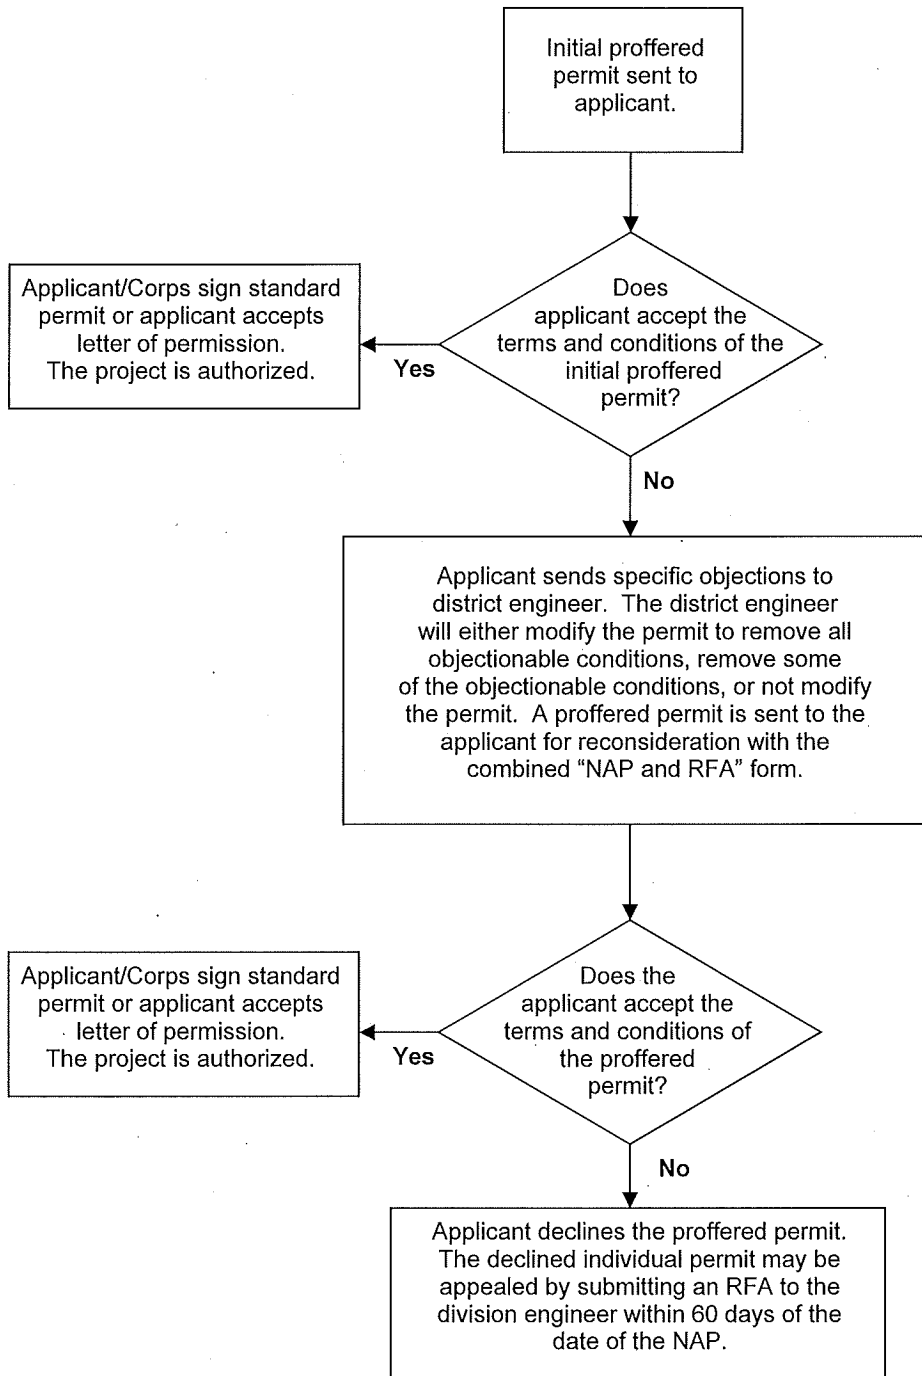 Initial proffered
permit sent to
applicant.
Does
applicant accept the
terms and conditions of the
initial proffered
permit?
Yes
Applicant/Corps sign standard
permit or applicant accepts
letter of permission.
The project is authorized.
No
Applicant sends specific objections to
district engineer. The district engineer
will either modify the permit to remove all
objectionable conditions, remove some
of the objectionable conditions, or not modify
the permit. A proffered permit is sent to the
applicant for reconsideration with the
combined “NAP and RFA” form.
Does the
applicant accept the
terms and conditions of
the proffered
permit?
Yes
Applicant/Corps sign standard
permit or applicant accepts
letter of permission.
The project is authorized.
No
Applicant declines the proffered permit.
The declined individual permit may be
appealed by submitting an RFA to the
division engineer within 60 days of the
date of the NAP.